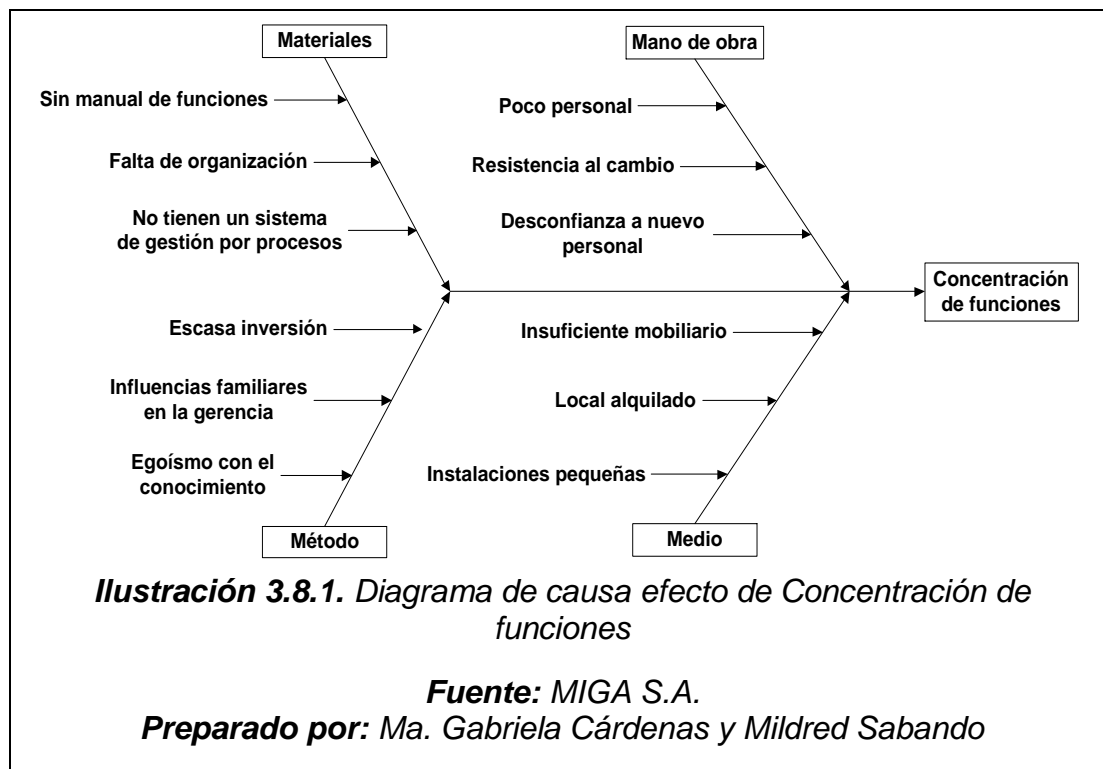 Materiales
Mano de obra
Sin manual de funciones
Poco personal
Falta de organización
Resistencia al cambio
No tienen un sistema
de gestión por procesos
Desconfianza a nuevo
personal
Concentración
de funciones
Escasa inversión
Insuficiente mobiliario
Influencias familiares
en la gerencia
Local alquilado
Egoísmo con el
conocimiento
Instalaciones pequeñas
Método
Medio
Ilustración 3.8.1. Diagrama de causa efecto de Concentración de
funciones
Fuente: MIGA S.A.
Preparado por: Ma. Gabriela Cárdenas y Mildred Sabando